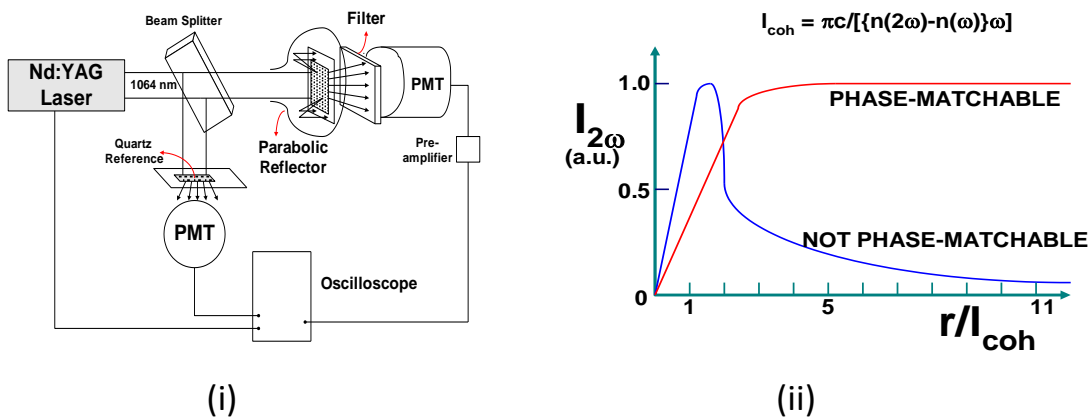 Beam Splitter
Filter
Nd:YAG
Laser
1064 nm
PMT
Quartz
Reference
Parabolic
Reflector
Pre-
amplifier
PMT
Oscilloscope
(i)
l_coh = πc/[{n(2ω)-n(ω)}ω]
1.0
PHASE-MATCHABLE
I_2ω
(a.u.)
0.5
NOT PHASE-MATCHABLE
0
1 5 11
r/l_coh
(ii)